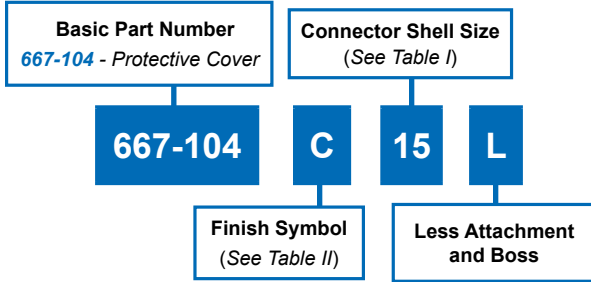 Basic Part Number
667-104 - Protective Cover
Connector Shell Size
(See Table I)
667-104
C
15
L
Finish Symbol
(See Table II)
Less Attachment
and Boss